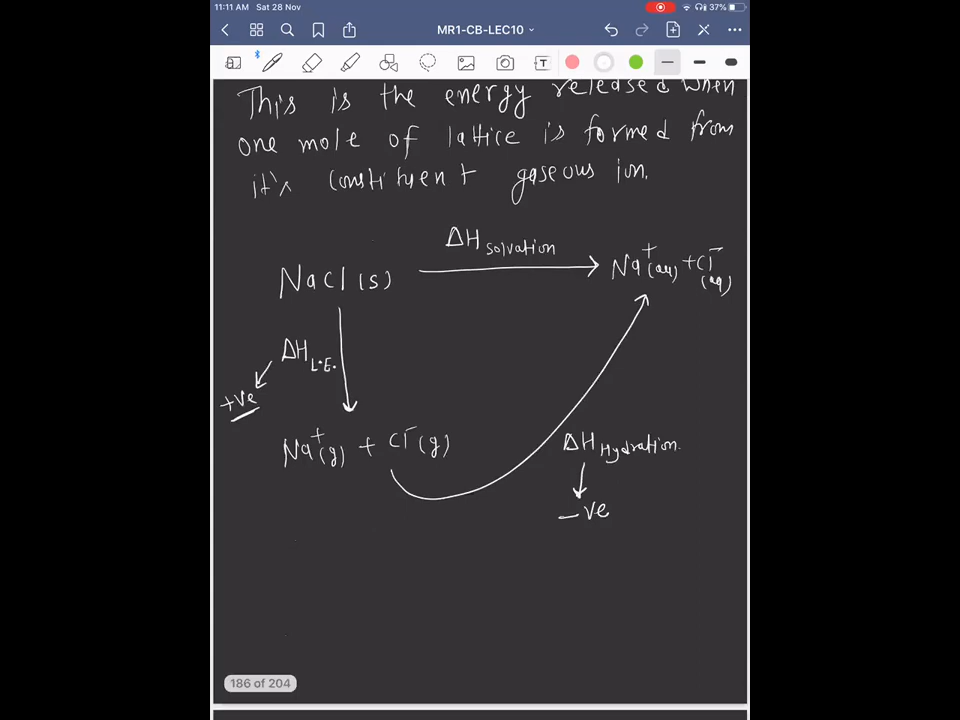 11:11 AM Sat 28 Nov
37%
MR1-CB-LEC10
This is the energy released when
one mole of lattice is formed from
it's constituent gaseous ion.
ΔH solvation
NaCl (s)
Na⁺(aq) + Cl⁻(aq)
ΔH L.E.
+ve
Na⁺(g) + Cl⁻(g)
ΔH Hydration.
-ve
186 of 204